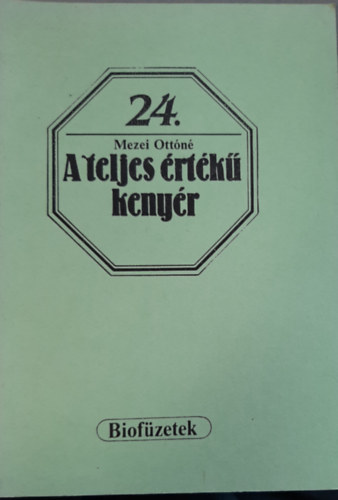 24.
Mezei Ottóné
A teljes értékű
kenyér
Biofüzetek